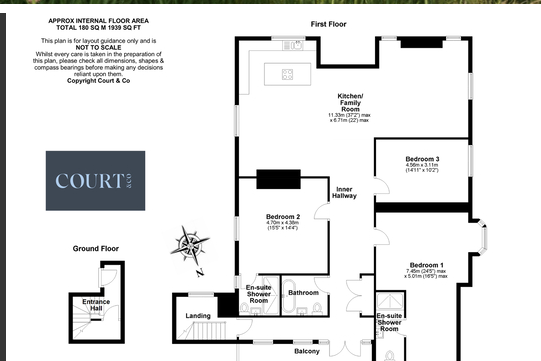 APPROX INTERNAL FLOOR AREA
TOTAL 180 SQ M 1939 SQ FT
This plan is for layout guidance only and is
NOT TO SCALE
Whilst every care is taken in the preparation of
this plan, please check all dimensions, shapes &
compass bearings before making any decisions
reliant upon them.
Copyright Court & Co
First Floor
Kitchen/
Family
Room
11.33m (37'2") max
x 6.71m (22') max
Bedroom 3
4.56m x 3.11m
(14'11" x 10'2")
COURT &CO
Inner
Hallway
Bedroom 2
4.70m x 4.36m
(15'5" x 14'4")
N
Ground Floor
Entrance
Hall
Bedroom 1
7.45m (24'5") max
x 5.01m (16'5") max
En-suite
Shower
Room
Bathroom
Landing
En-suite
Shower
Room
Balcony